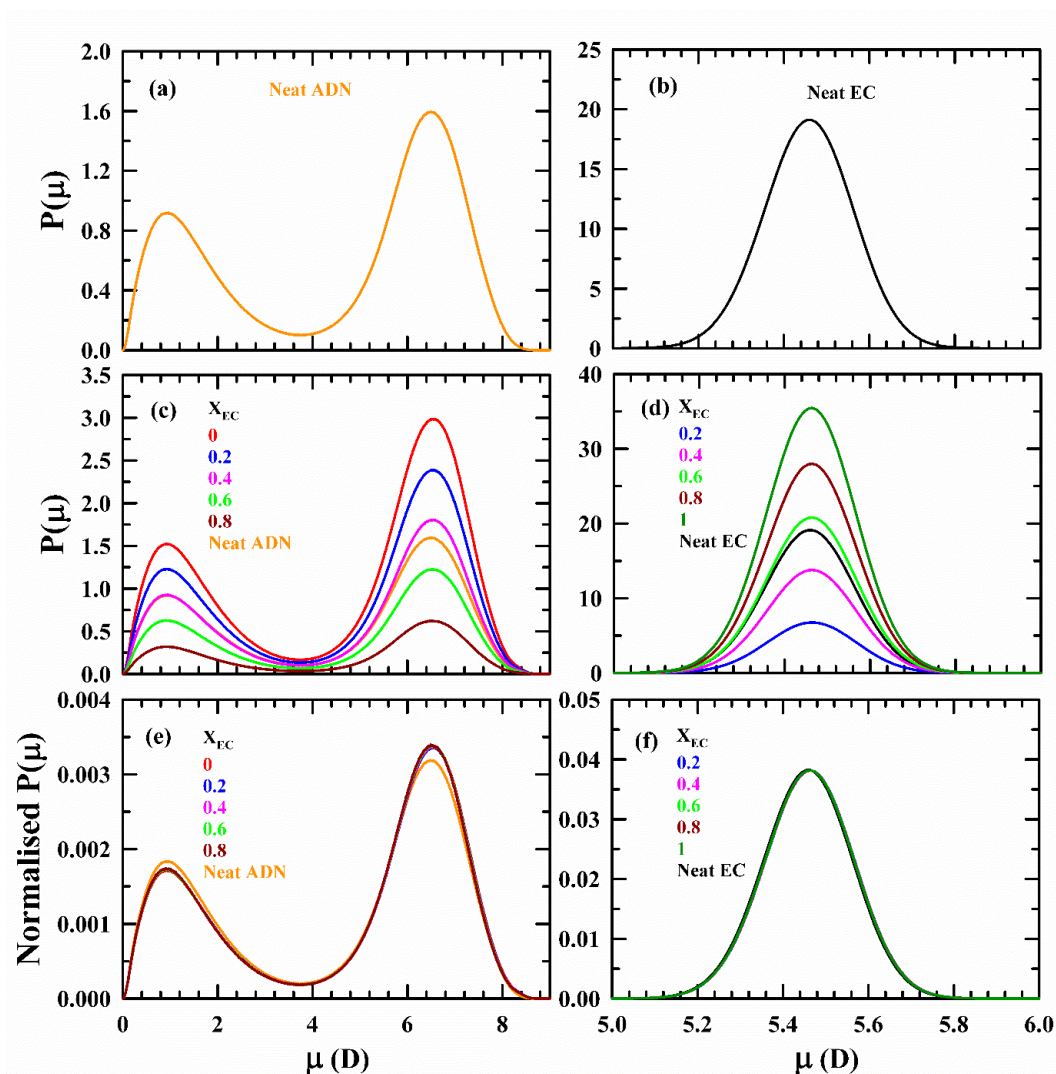 (a)
Neat ADN
P(μ)
2.0
1.6
1.2
0.8
0.4
0.0
(b)
Neat EC
25
20
15
10
5
0
(c)
X_EC
0
0.2
0.4
0.6
0.8
Neat ADN
P(μ)
3.5
3.0
2.5
2.0
1.5
1.0
0.5
0.0
(d)
X_EC
0.2
0.4
0.6
0.8
1
Neat EC
40
30
20
10
0
(e)
X_EC
0
0.2
0.4
0.6
0.8
Neat ADN
Normalised P(μ)
0.004
0.003
0.002
0.001
0.000
0 2 4 6 8
μ (D)
(f)
X_EC
0.2
0.4
0.6
0.8
1
Neat EC
0.05
0.04
0.03
0.02
0.01
0.00
5.0 5.2 5.4 5.6 5.8 6.0
μ (D)